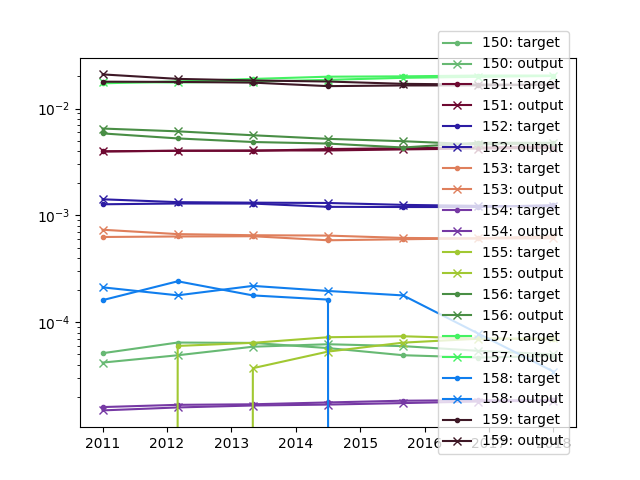 150: target
150: output
151: target
151: output
152: target
152: output
153: target
153: output
154: target
154: output
155: target
155: output
156: target
156: output
157: target
157: output
158: target
158: output
159: target
159: output
10⁻²
10⁻³
10⁻⁴
2011 2012 2013 2014 2015 2016 2017 2018